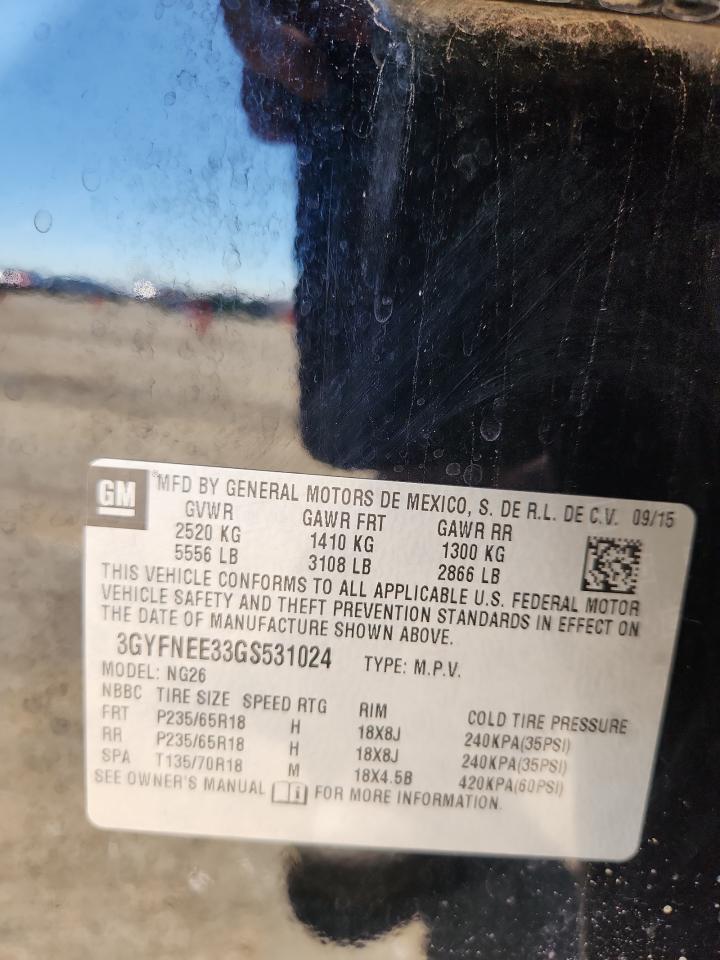 GM
®MFD BY GENERAL MOTORS DE MEXICO, S. DE R.L. DE C.V. 09/15
GVWR GAWR FRT GAWR RR
2520 KG 1410 KG 1300 KG
5556 LB 3108 LB 2866 LB
THIS VEHICLE CONFORMS TO ALL APPLICABLE U.S. FEDERAL MOTOR
VEHICLE SAFETY AND THEFT PREVENTION STANDARDS IN EFFECT ON
THE DATE OF MANUFACTURE SHOWN ABOVE.
3GYFNEE33GS531024 TYPE: M.P.V.
MODEL: NG26
NBBC TIRE SIZE SPEED RTG RIM COLD TIRE PRESSURE
FRT P235/65R18 H 18X8J 240KPA(35PSI)
RR P235/65R18 H 18X8J 240KPA(35PSI)
SPA T135/70R18 M 18X4.5B 420KPA(60PSI)
SEE OWNER'S MANUAL FOR MORE INFORMATION.